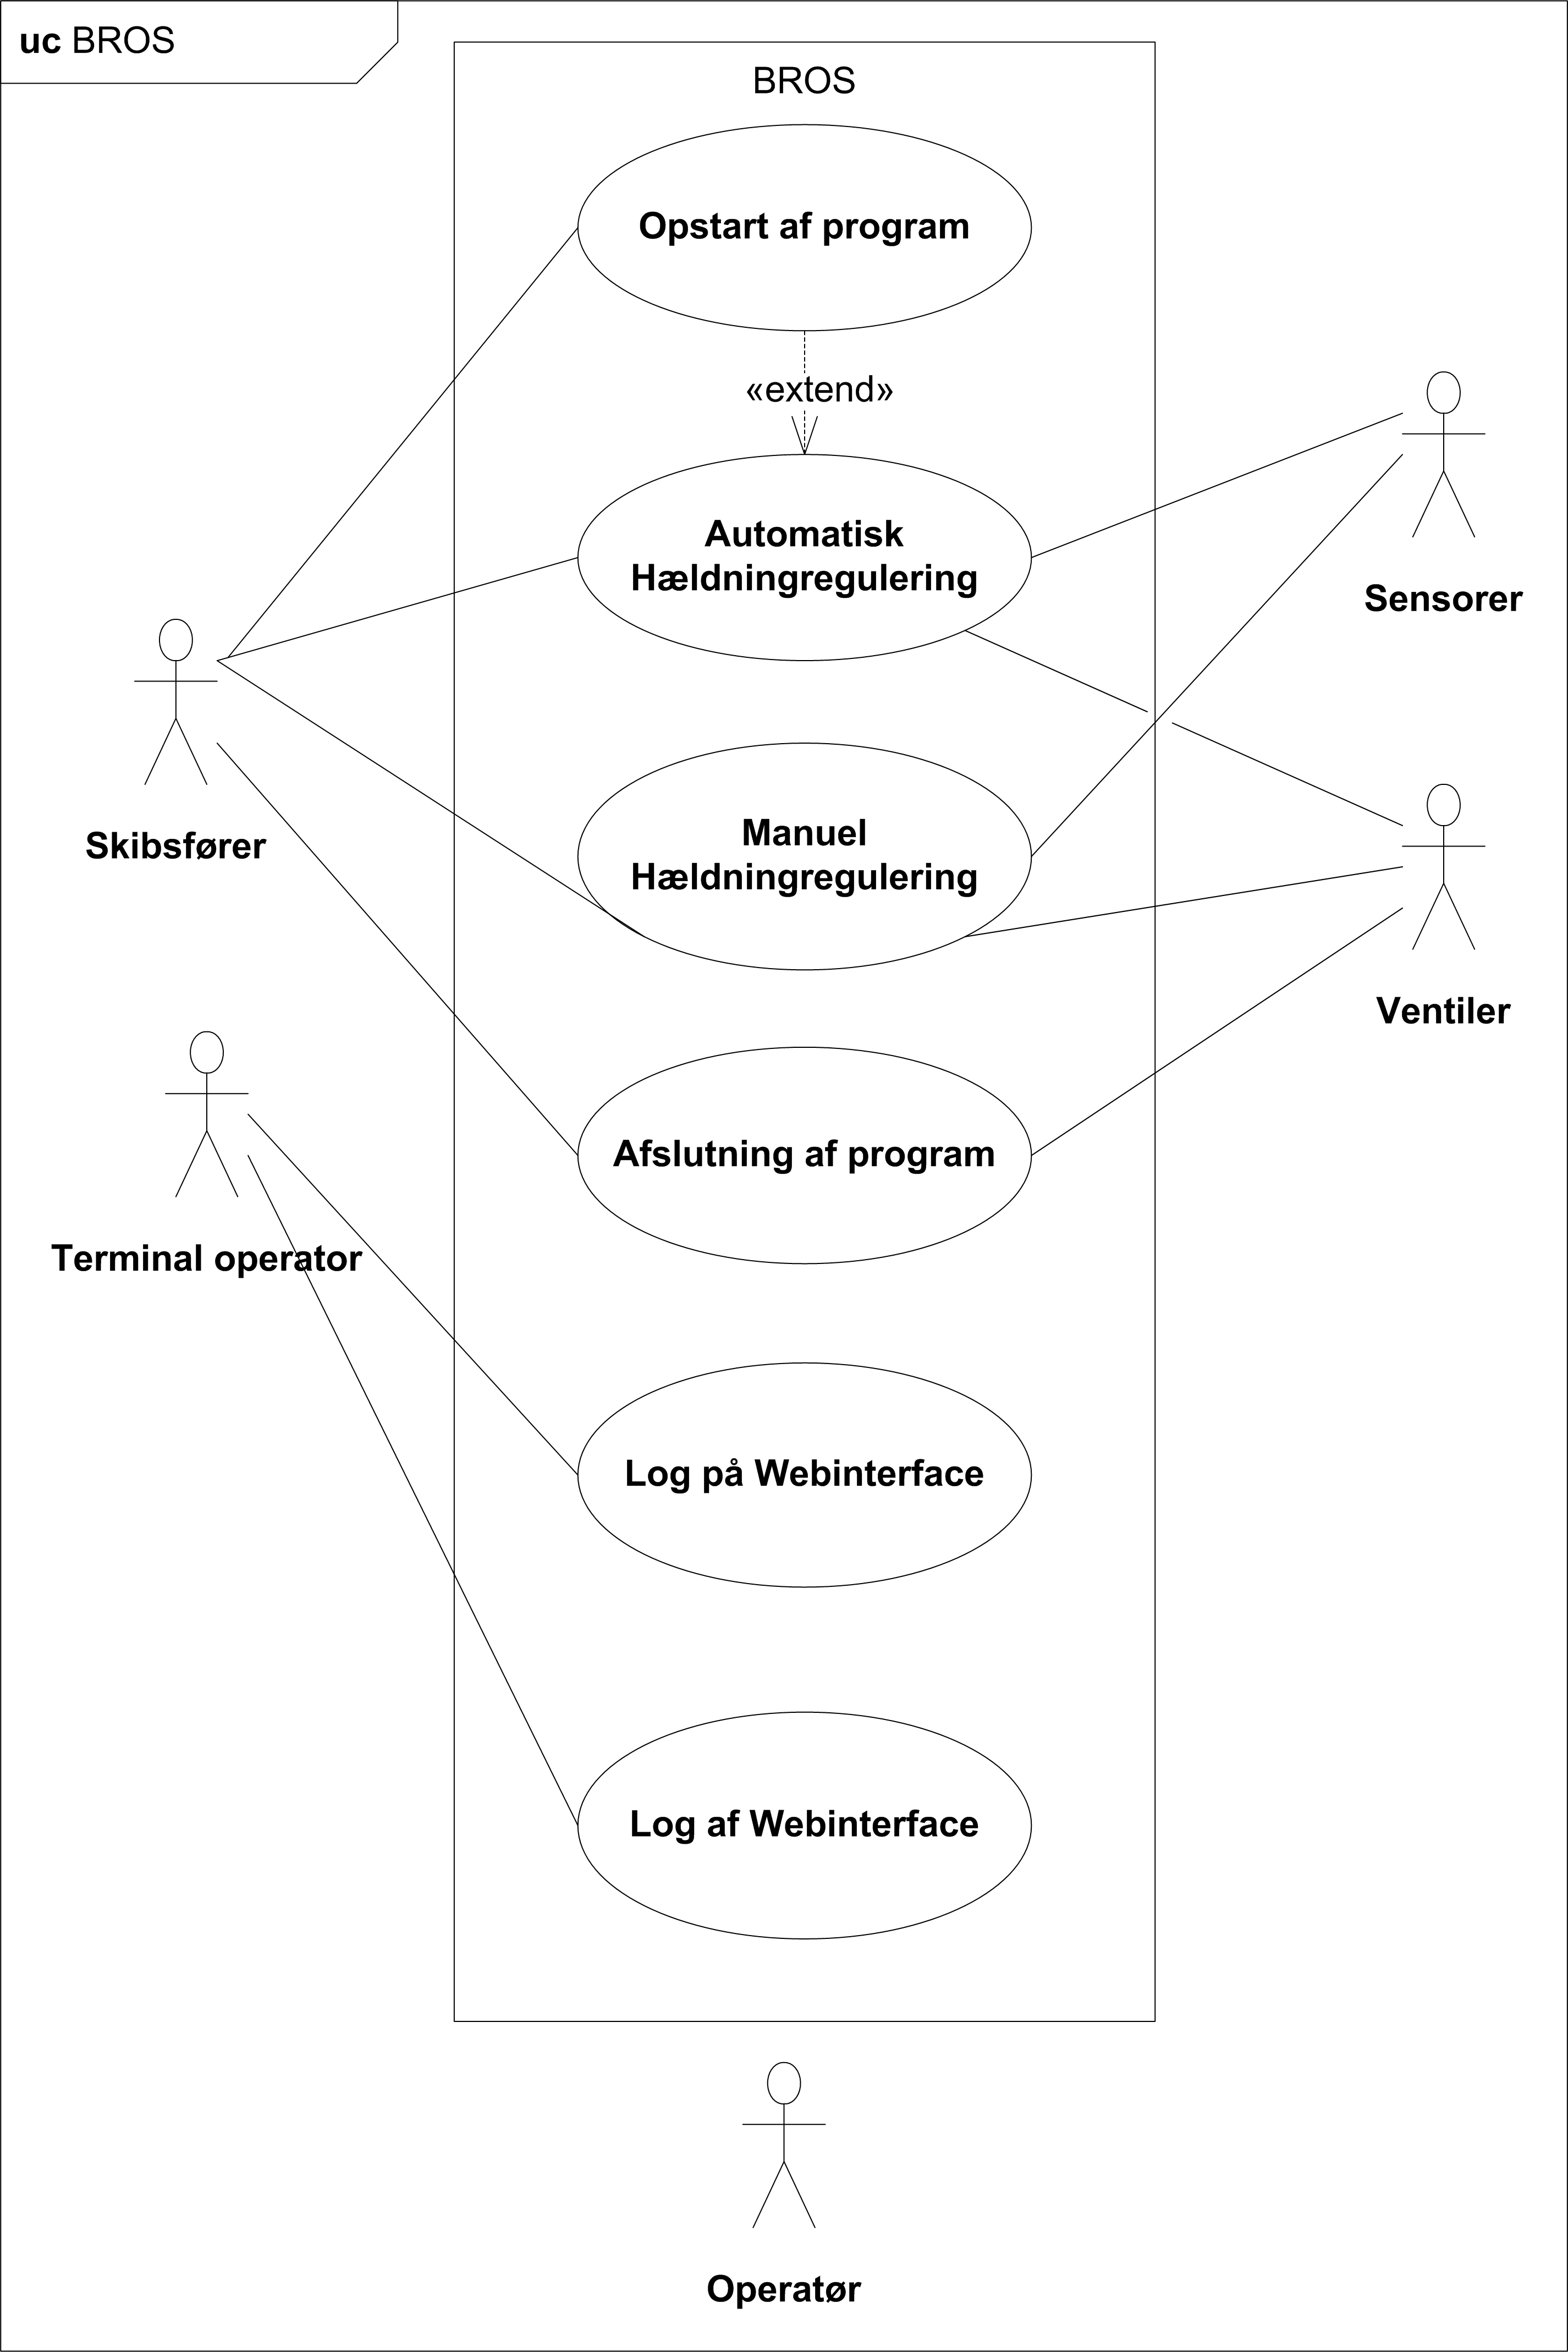 uc BROS
BROS
Opstart af program
«extend»
Automatisk
Hældningregulering
Sensorer
Manuel
Hældningregulering
Skibsfører
Ventiler
Afslutning af program
Terminal operator
Log på Webinterface
Log af Webinterface
Operatør